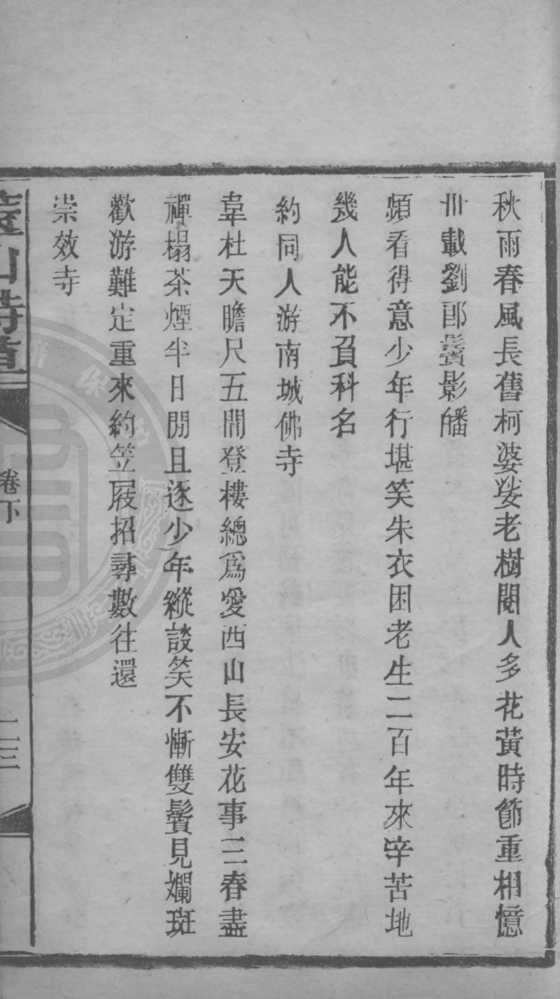 秋雨春風長舊柯婆娑老樹閱人多花黃時節重相憶
卅載劉郎鬢影皤
頻看得意少年行堪笑朱衣困老生二百年來辛苦地
幾人能不負科名
約同人游南城佛寺
韋杜天瞻尺五間登樓總爲愛西山長安花事三春盡
禪榻茶煙半日閒且逐少年縱談笑不慚雙鬢見斕斑
歡游難定重來約笠屐招尋數往還
崇效寺
卷下
二三